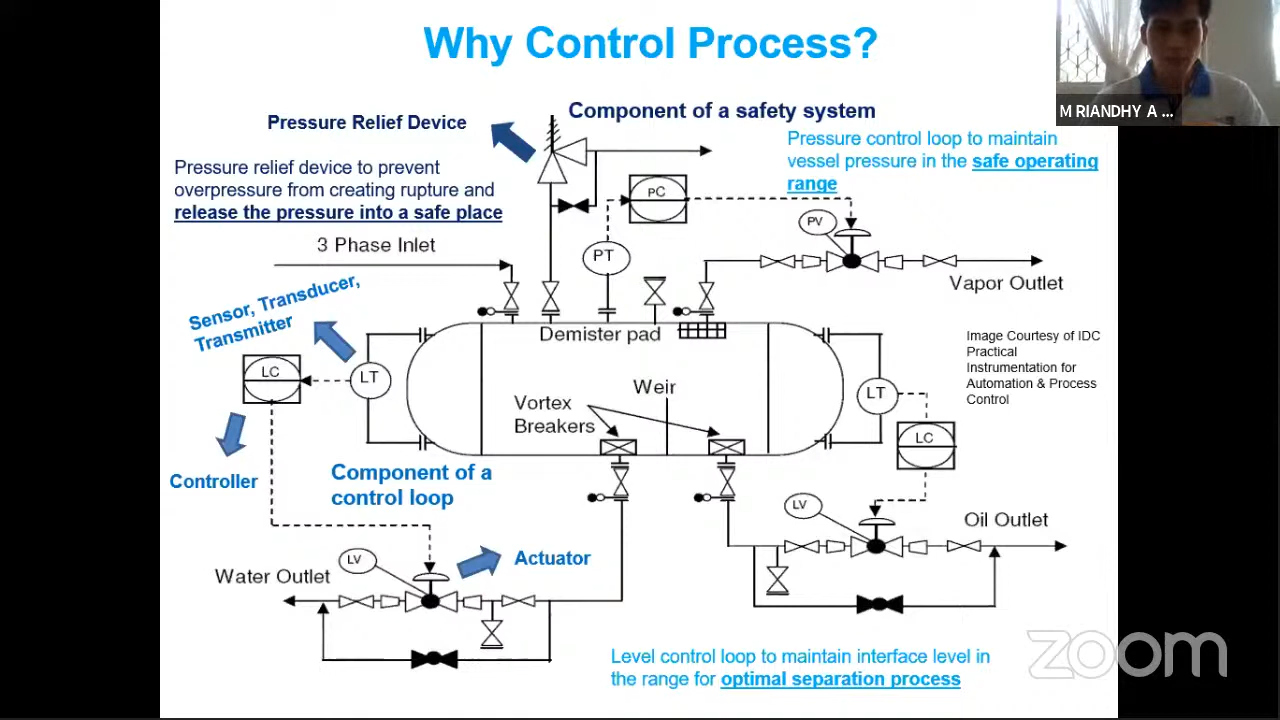 Why Control Process?
M RIANDHY A ...
Component of a safety system
Pressure Relief Device
Pressure control loop to maintain
vessel pressure in the safe operating
range
Pressure relief device to prevent
overpressure from creating rupture and
release the pressure into a safe place
PC
PV
3 Phase Inlet
PT
Vapor Outlet
Sensor, Transducer,
Transmitter
Demister pad
Image Courtesy of IDC
Practical
Instrumentation for
Automation & Process
Control
LC
LT
Weir
LT
Vortex
Breakers
LC
Controller
Component of a
control loop
LV
Oil Outlet
LV
Actuator
Water Outlet
Level control loop to maintain interface level in
the range for optimal separation process
zoom